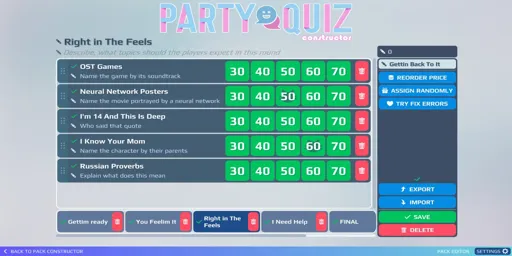 PARTY QUIZ
constructor
Right in The Feels
Describe, what topics should the players expect in this round
0
Gettin Back To It
REORDER PRICE
ASSIGN RANDOMLY
TRY FIX ERRORS
OST Games
Name the game by its soundtrack
30 40 50 60 70
Neural Network Posters
Name the movie portrayed by a neural network
30 40 50 60 70
I'm 14 And This Is Deep
Who said that quote
30 40 50 60 70
I Know Your Mom
Name the character by their parents
30 40 50 60 70
Russian Proverbs
Explain what does this mean
30 40 50 60 70
EXPORT
IMPORT
SAVE
DELETE
Gettin ready
You Feelin It
Right in The
Feels
I Need Help
FINAL
BACK TO PACK CONSTRUCTOR
PACK EDITOR
SETTINGS